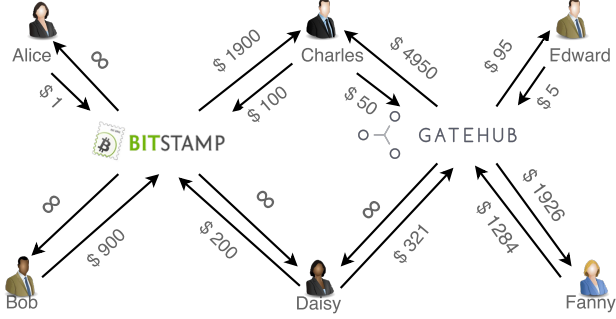 Alice
∞
$ 1
$ 1900
$ 100
Charles
$ 4950
$ 50
$ 95
Edward
$ 5
BITSTAMP
GATEHUB
∞
$ 900
∞
$ 200
∞
$ 321
$ 1926
$ 1284
Bob
Daisy
Fanny